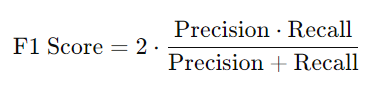 F1 Score = 2 · Precision · Recall / Precision + Recall